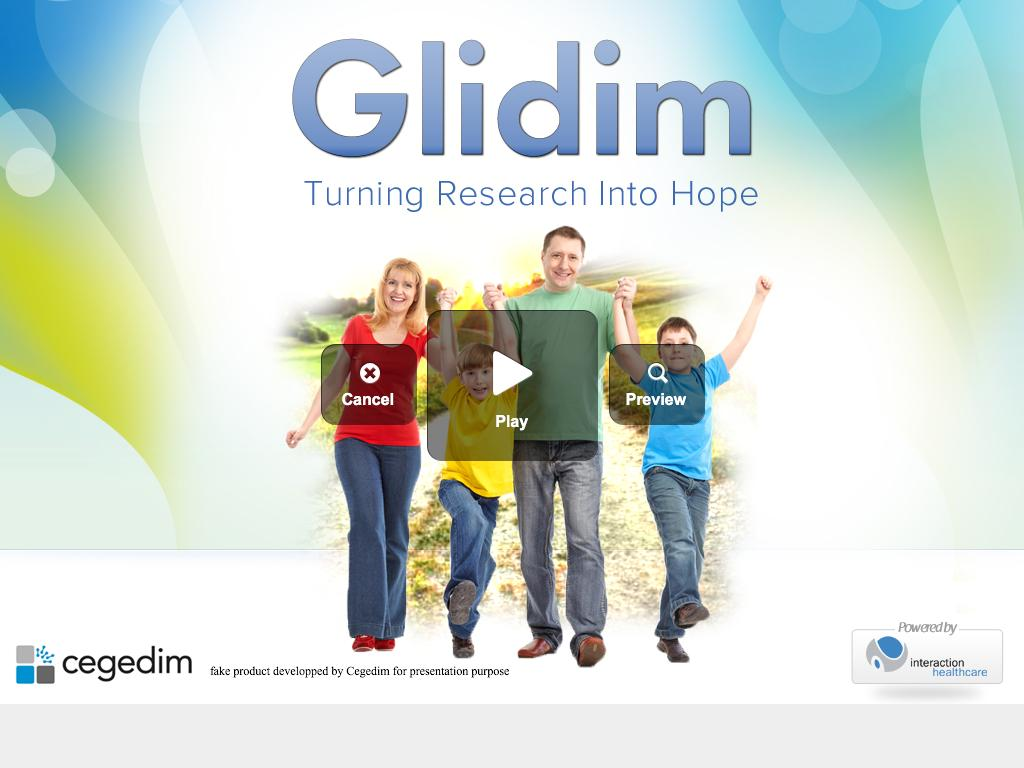 Glidim
Turning Research Into Hope
Cancel
Play
Preview
cegedim
fake product developped by Cegedim for presentation purpose
Powered by
interaction
healthcare